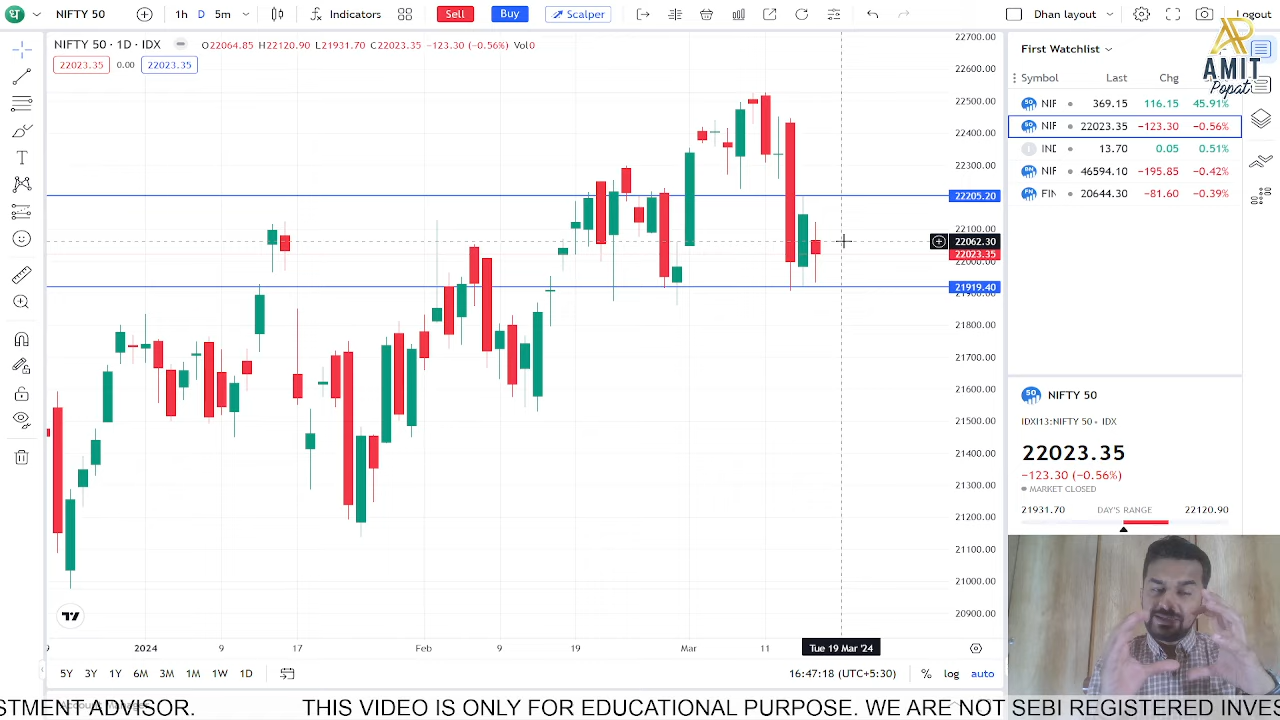 NIFTY 50
1h D 5m
Indicators
Sell
Buy
Scalper
Dhan layout
Logout
NIFTY 50 · 1D · IDX
O22064.85 H22120.90 L21931.70 C22023.35 −123.30 (−0.56%) Vol0
22023.35 0.00 22023.35
AMIT
Popat
First Watchlist
Symbol Last Chg
NIF 369.15 116.15 45.91%
NIF 22023.35 −123.30 −0.56%
IND 13.70 0.05 0.51%
NIF 46594.10 −195.85 −0.42%
FIN 20644.30 −81.60 −0.39%
22700.00
22600.00
22500.00
22400.00
22300.00
22205.20
22100.00
22062.30
22023.35
22000.00
21919.40
21900.00
21800.00
21700.00
21600.00
21500.00
21400.00
21300.00
21200.00
21100.00
21000.00
20900.00
NIFTY 50
IDXI13:NIFTY 50 · IDX
22023.35
−123.30 (−0.56%)
MARKET CLOSED
21931.70 DAY'S RANGE 22120.90
2024 9 17 Feb 9 19 Mar 11 Tue 19 Mar '24
5Y 3Y 1Y 6M 3M 1M 1W 1D
16:47:18 (UTC+5:30) % log auto
STMENT ADVISOR. THIS VIDEO IS ONLY FOR EDUCATIONAL PURPOSE. WE ARE NOT SEBI REGISTERED INVES